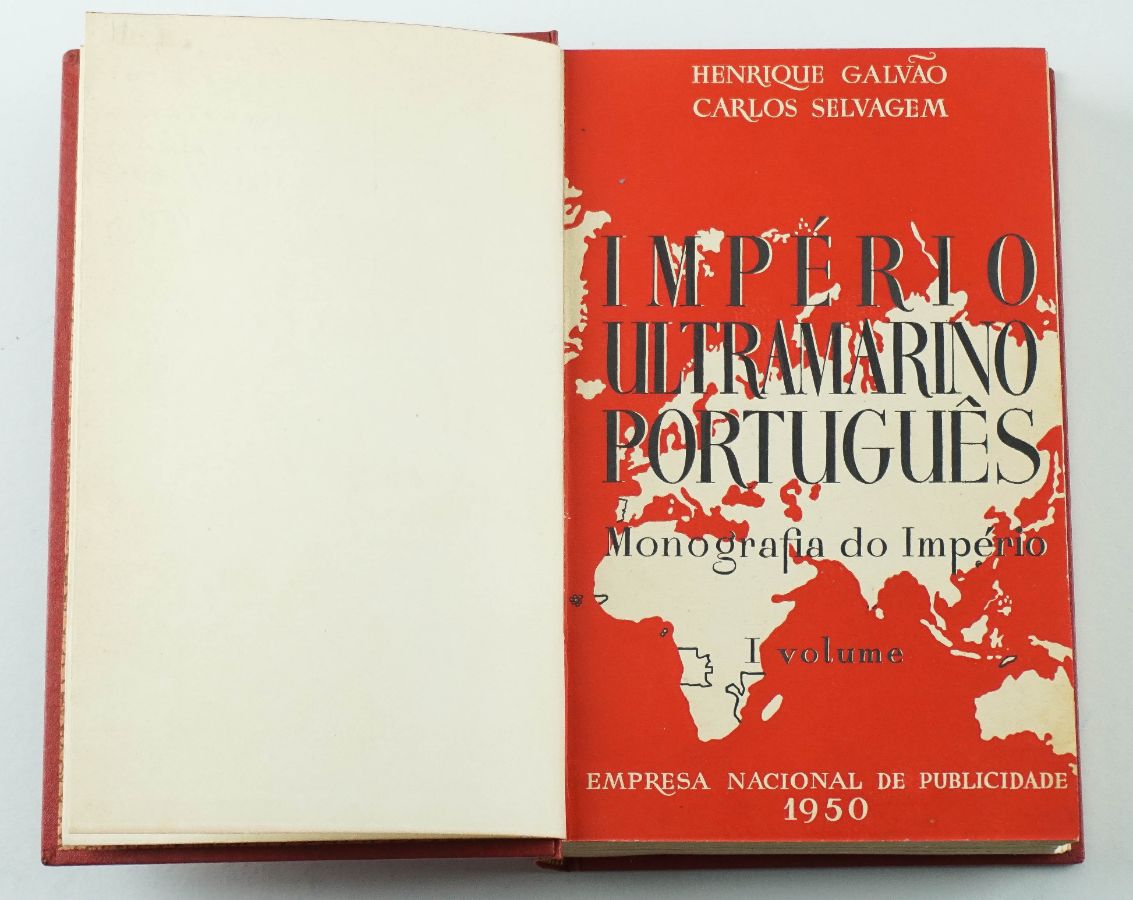 HENRIQUE GALVÃO
CARLOS SELVAGEM
IMPÉRIO
ULTRAMARINO
PORTUGUÊS
Monografia do Império
I volume
EMPRESA NACIONAL DE PUBLICIDADE
1950